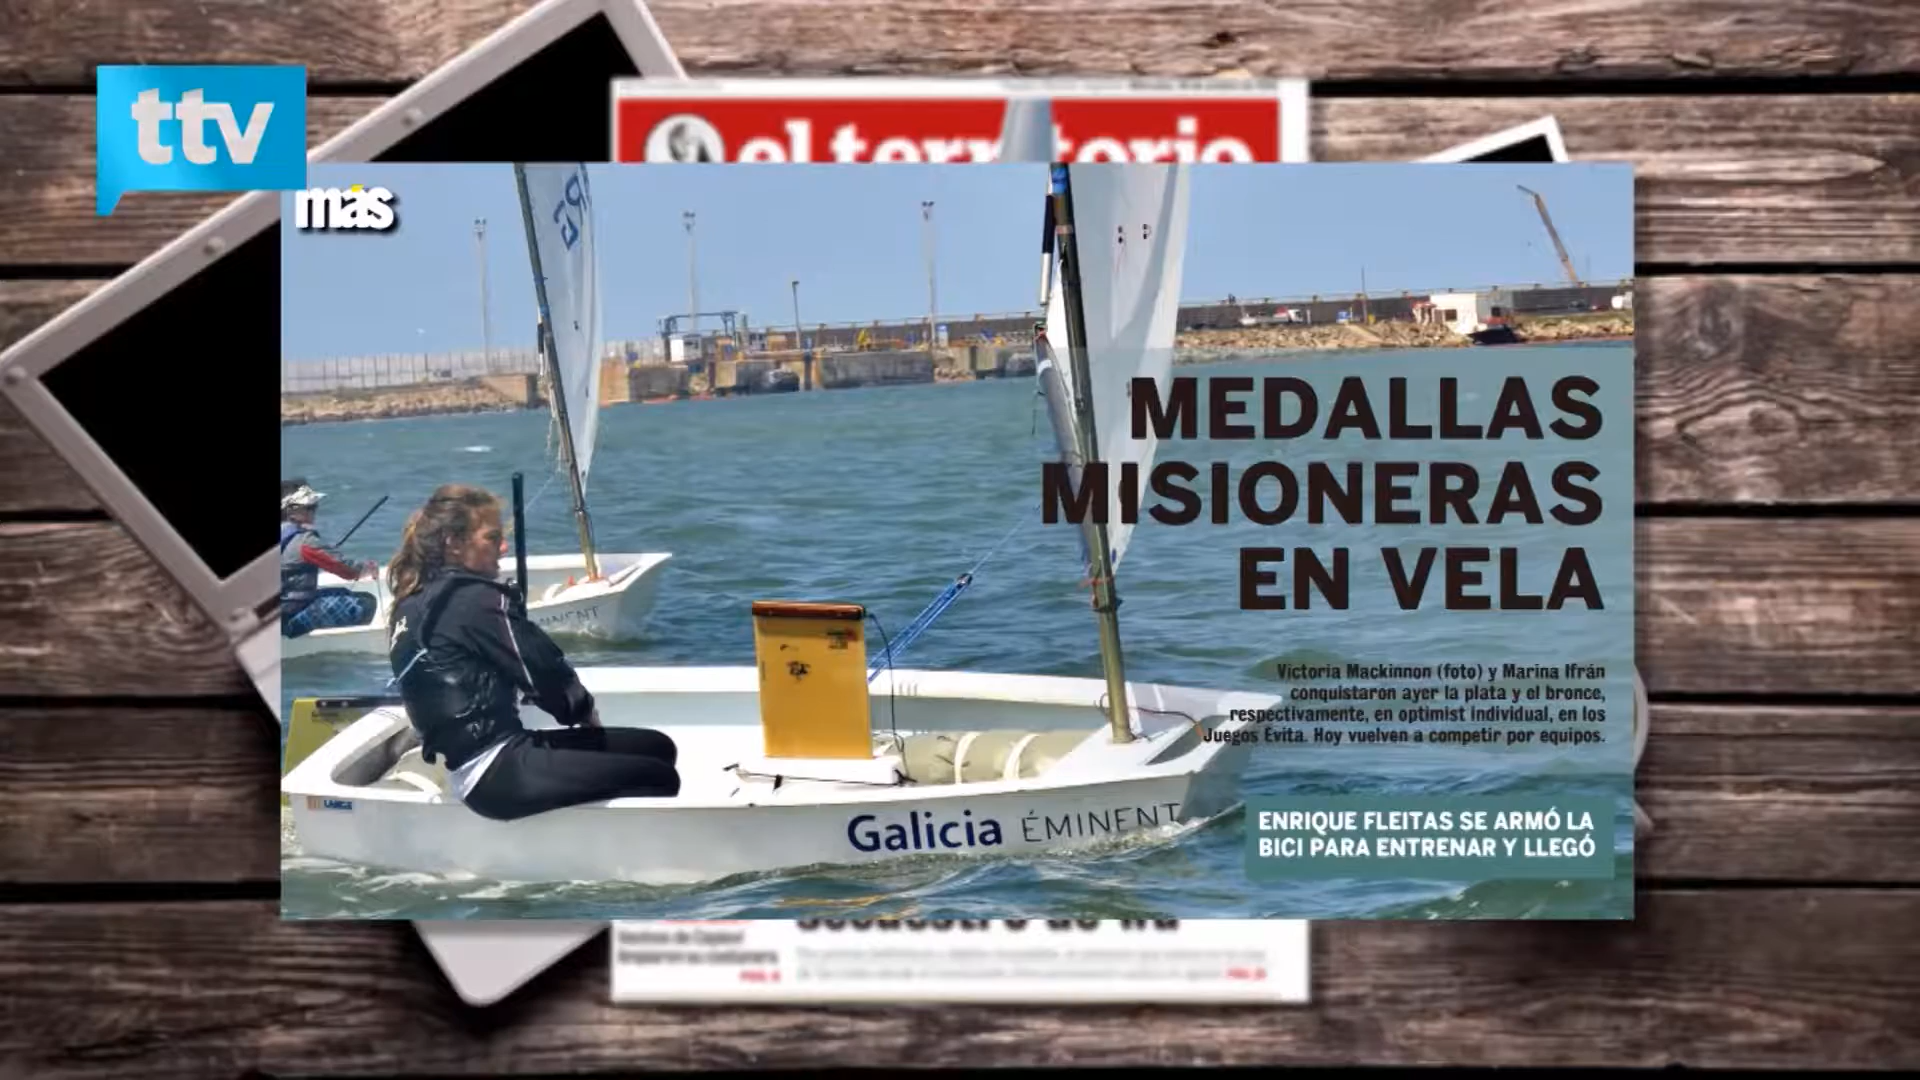 ttv
el territorio
más
MEDALLAS
MISIONERAS
EN VELA
Victoria Mackinnon (foto) y Marina Ifrán
conquistaron ayer la plata y el bronce,
respectivamente, en optimist individual, en los
Juegos Evita. Hoy vuelven a competir por equipos.
ENRIQUE FLEITAS SE ARMÓ LA
BICI PARA ENTRENAR Y LLEGÓ
LANGE
Galicia ÉMINENT